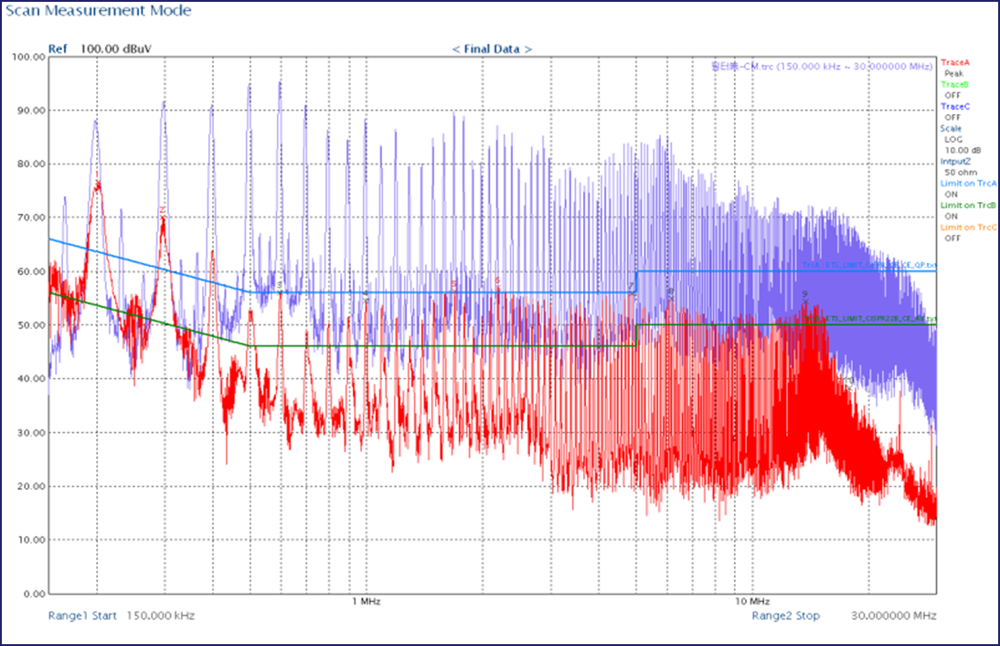 Scan Measurement Mode
Ref 100.00 dBuV
< Final Data >
-CM.trc (150.000 kHz ~ 30.000000 MHz)
100.00
90.00
80.00
70.00
60.00
50.00
40.00
30.00
20.00
10.00
0.00
TraceA
Peak
TraceB
OFF
TraceC
OFF
Scale
LOG
10.00 dB
IntputZ
50 ohm
Limit on TrcA
ON
Limit on TrcB
ON
Limit on TrcC
OFF
1 MHz
10 MHz
Range1 Start 150.000 kHz
Range2 Stop 30.000000 MHz